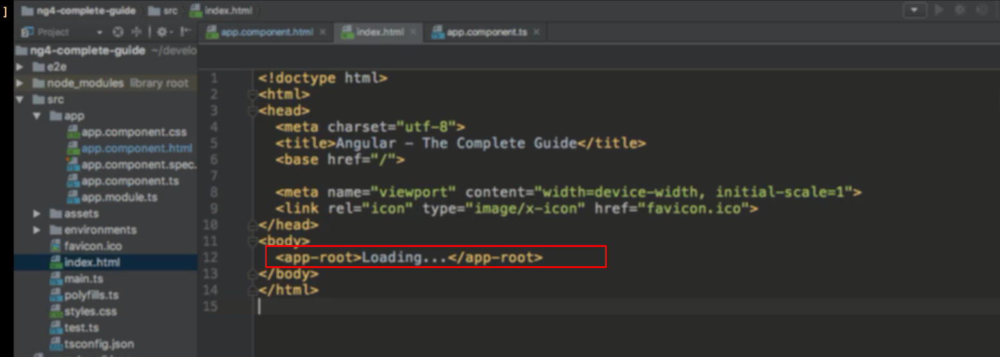 ]
ng4-complete-guide src index.html
Project
app.component.html index.html app.component.ts
ng4-complete-guide ~/develo
e2e
node_modules library root
src
app
app.component.css
app.component.html
app.component.spec.
app.component.ts
app.module.ts
assets
environments
favicon.ico
index.html
main.ts
polyfills.ts
styles.css
test.ts
tsconfig.json
1 <!doctype html>
2 <html>
3 <head>
4 <meta charset="utf-8">
5 <title>Angular - The Complete Guide</title>
6 <base href="/">
7
8 <meta name="viewport" content="width=device-width, initial-scale=1">
9 <link rel="icon" type="image/x-icon" href="favicon.ico">
10 </head>
11 <body>
12 <app-root>Loading...</app-root>
13 </body>
14 </html>
15